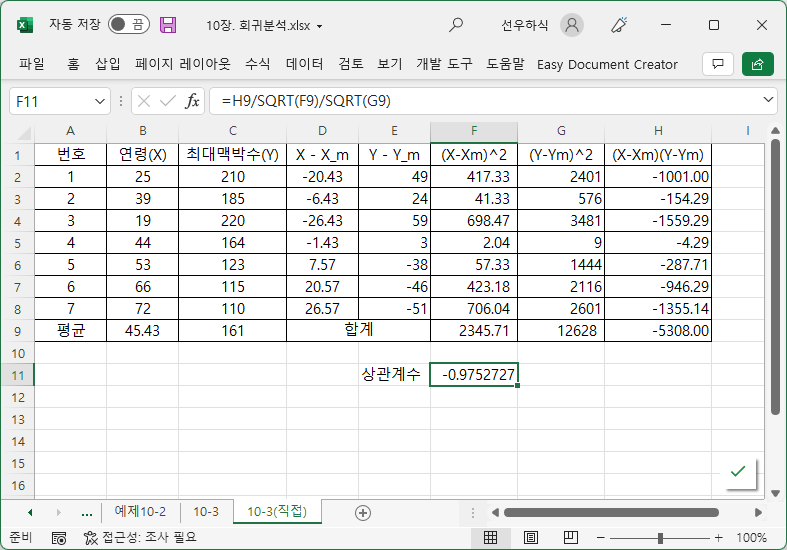 자동 저장 끔 10장. 회귀분석.xlsx 선우하식
파일 홈 삽입 페이지 레이아웃 수식 데이터 검토 보기 개발 도구 도움말 Easy Document Creator
F11 fx =H9/SQRT(F9)/SQRT(G9)
A B C D E F G H I
1 번호 연령(X) 최대맥박수(Y) X - X_m Y - Y_m (X-Xm)^2 (Y-Ym)^2 (X-Xm)(Y-Ym)
2 1 25 210 -20.43 49 417.33 2401 -1001.00
3 2 39 185 -6.43 24 41.33 576 -154.29
4 3 19 220 -26.43 59 698.47 3481 -1559.29
5 4 44 164 -1.43 3 2.04 9 -4.29
6 5 53 123 7.57 -38 57.33 1444 -287.71
7 6 66 115 20.57 -46 423.18 2116 -946.29
8 7 72 110 26.57 -51 706.04 2601 -1355.14
9 평균 45.43 161 합계 2345.71 12628 -5308.00
10
11 상관계수 -0.9752727
12
13
14
15
16
... 예제10-2 10-3 10-3(직접)
준비 접근성: 조사 필요 100%